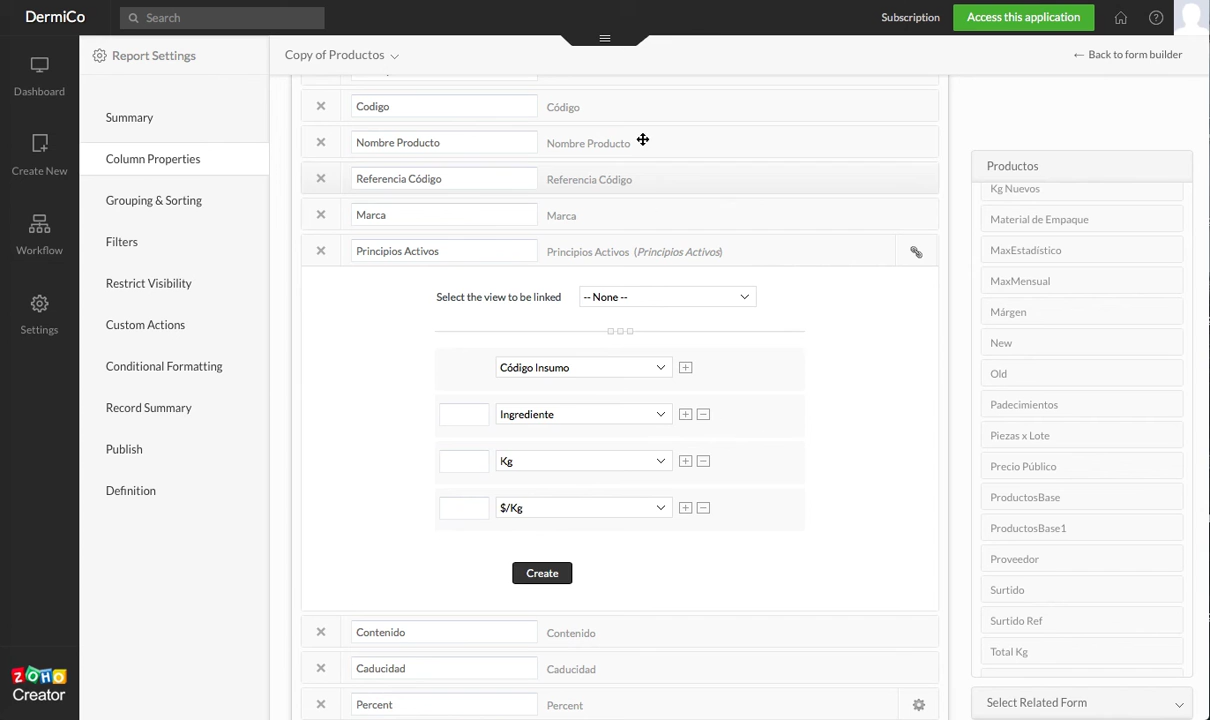 DermiCo
Search
Subscription
Access this application
Report Settings
Copy of Productos
← Back to form builder
Dashboard
Create New
Workflow
Settings
ZOHO
Creator
Summary
Column Properties
Grouping & Sorting
Filters
Restrict Visibility
Custom Actions
Conditional Formatting
Record Summary
Publish
Definition
Codigo Código
Nombre Producto Nombre Producto
Referencia Código Referencia Código
Marca Marca
Principios Activos Principios Activos (Principios Activos)
Select the view to be linked -- None --
Código Insumo
Ingrediente
Kg
$/Kg
Create
Contenido Contenido
Caducidad Caducidad
Percent Percent
Productos
Kg Nuevos
Material de Empaque
MaxEstadístico
MaxMensual
Márgen
New
Old
Padecimientos
Piezas x Lote
Precio Público
ProductosBase
ProductosBase1
Proveedor
Surtido
Surtido Ref
Total Kg
Select Related Form